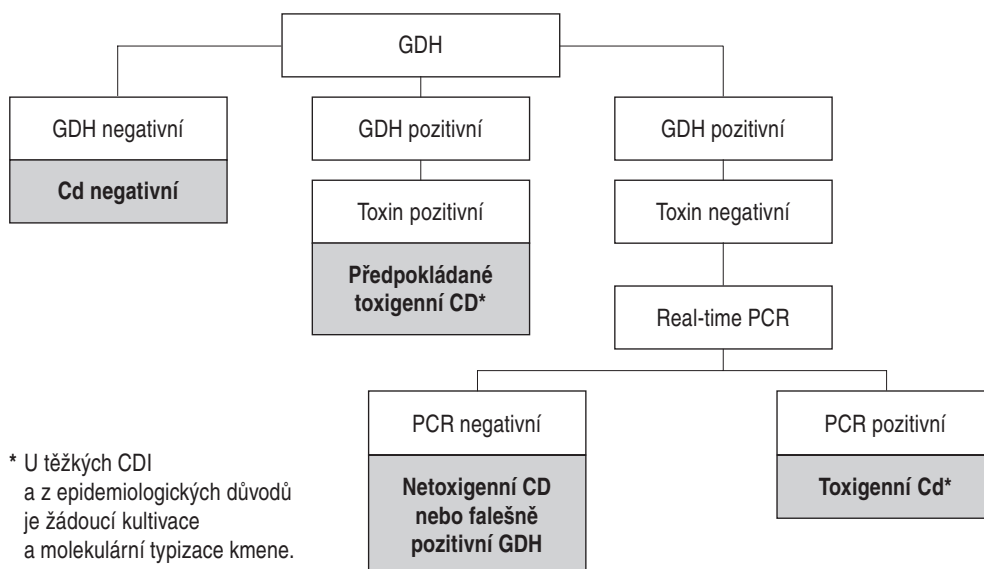 GDH
GDH negativní
Cd negativní
GDH pozitivní
Toxin pozitivní
Předpokládané
toxigenní CD*
GDH pozitivní
Toxin negativní
Real-time PCR
PCR negativní
Netoxigenní CD
nebo falešně
pozitivní GDH
PCR pozitivní
Toxigenní Cd*
* U těžkých CDI
a z epidemiologických důvodů
je žádoucí kultivace
a molekulární typizace kmene.